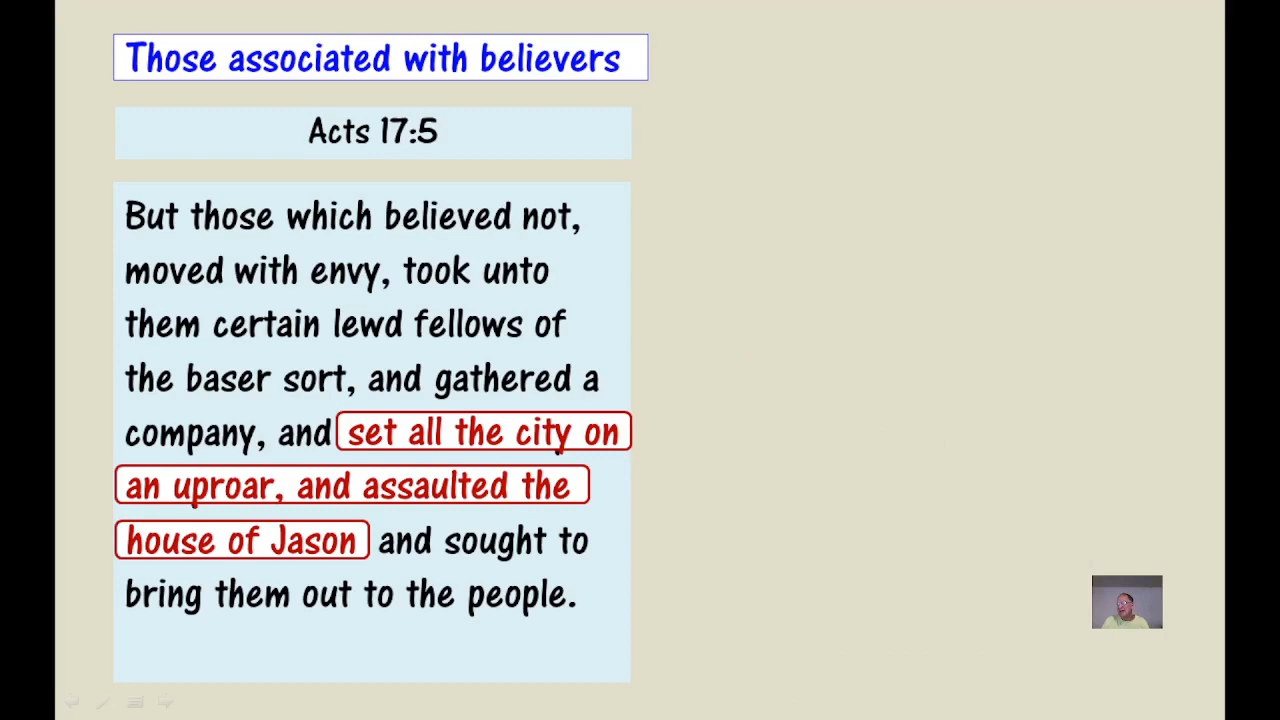 Those associated with believers
Acts 17:5
But those which believed not,
moved with envy, took unto
them certain lewd fellows of
the baser sort, and gathered a
company, and set all the city on
an uproar, and assaulted the
house of Jason and sought to
bring them out to the people.